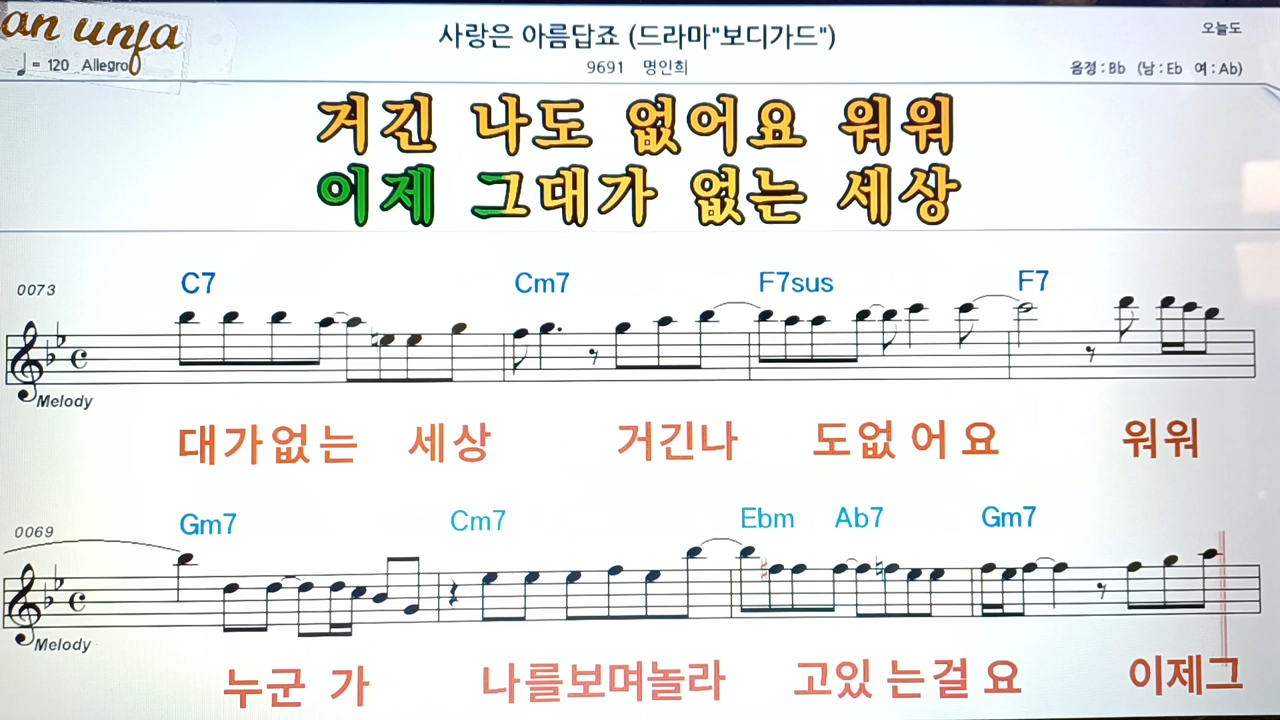 an unfa
사랑은 아름답죠 (드라마"보디가드")
오늘도
♩= 120 Allegro
9691 명인희
음정 : Bb (남 : Eb 여 : Ab)
거긴 나도 없어요 워워
이제 그대가 없는 세상
0073
C7 Cm7 F7sus F7
Melody
대가없는 세상 거긴나 도없 어 요 워워
0069
Gm7 Cm7 Ebm Ab7 Gm7
Melody
누군 가 나를보며놀라 고있 는걸 요 이제그